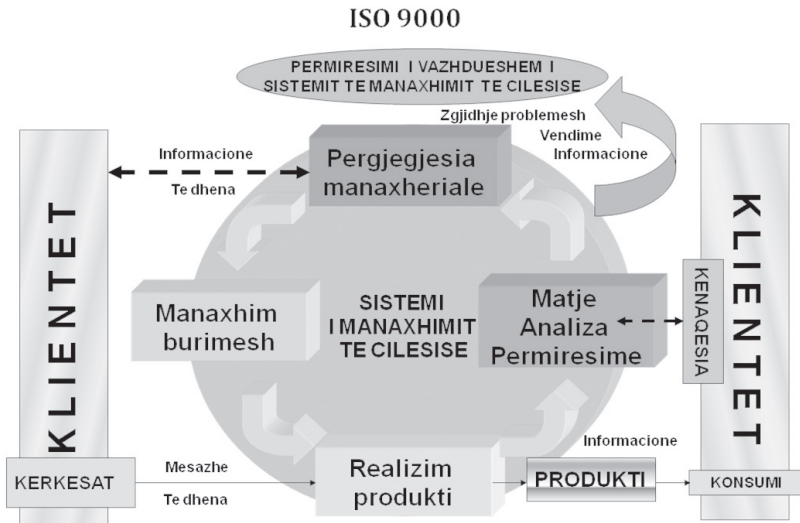 ISO 9000
PERMIRESIMI I VAZHDUESHEM I
SISTEMIT TE MANAXHIMIT TE CILESISE
Zgjidhje problemesh
Vendime
Informacione
Informacione
Te dhena
Pergjegjesia
manaxheriale
KLIENTET
KLIENTET
Manaxhim
burimesh
SISTEMI
I MANAXHIMIT
TE CILESISE
Matje
Analiza
Permiresime
KENAQESIA
Informacione
KERKESAT
Mesazhe
Te dhena
Realizim
produkti
PRODUKTI
KONSUMI